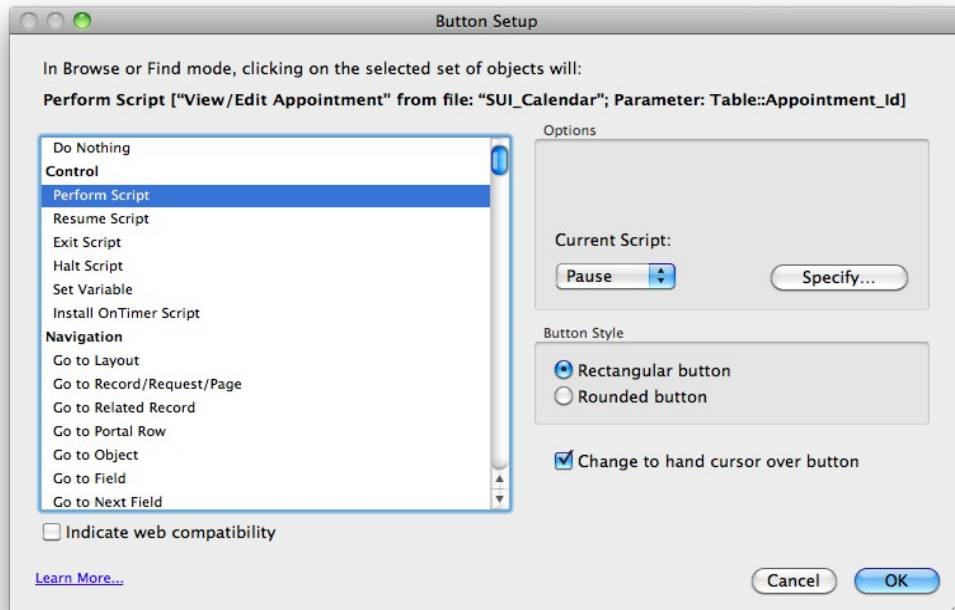 Button Setup
In Browse or Find mode, clicking on the selected set of objects will:
Perform Script [“View/Edit Appointment” from file: “SUI_Calendar”; Parameter: Table::Appointment_Id]
Do Nothing
Control
Perform Script
Resume Script
Exit Script
Halt Script
Set Variable
Install OnTimer Script
Navigation
Go to Layout
Go to Record/Request/Page
Go to Related Record
Go to Portal Row
Go to Object
Go to Field
Go to Next Field
Indicate web compatibility
Options
Current Script:
Pause
Specify...
Button Style
Rectangular button
Rounded button
Change to hand cursor over button
Learn More...
Cancel
OK